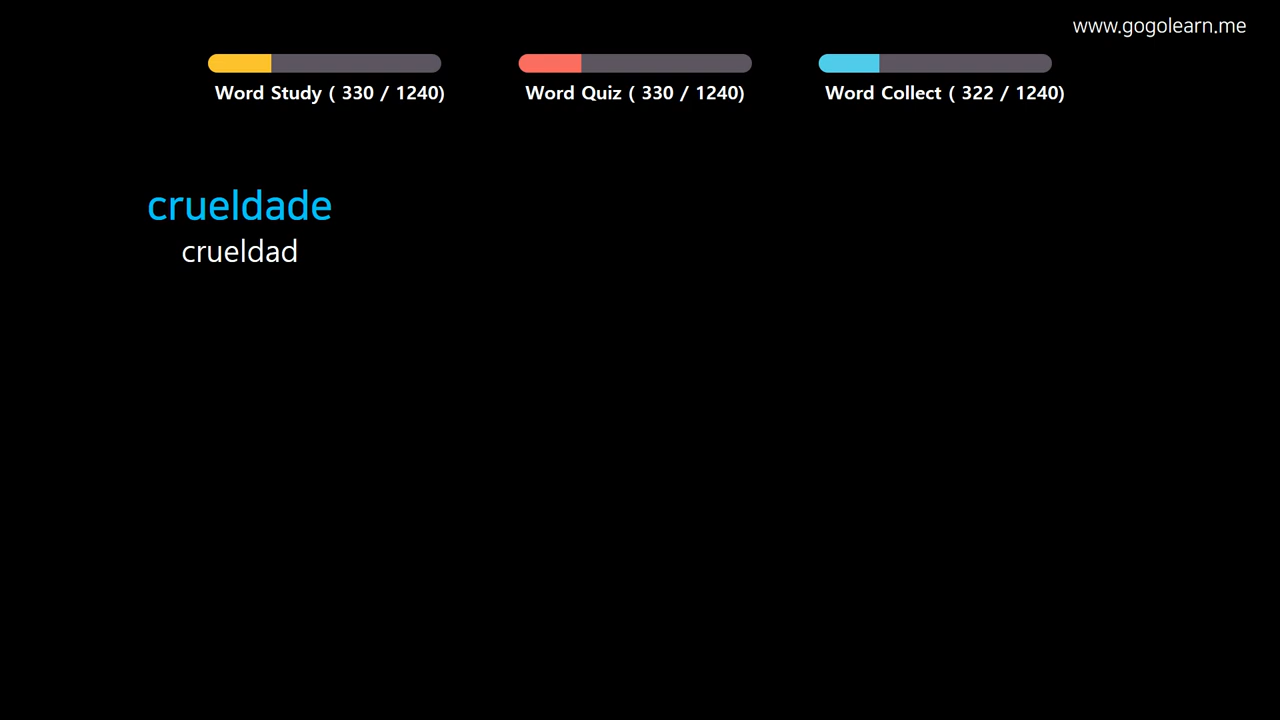 www.gogolearn.me
Word Study ( 330 / 1240)
Word Quiz ( 330 / 1240)
Word Collect ( 322 / 1240)
crueldade
crueldad